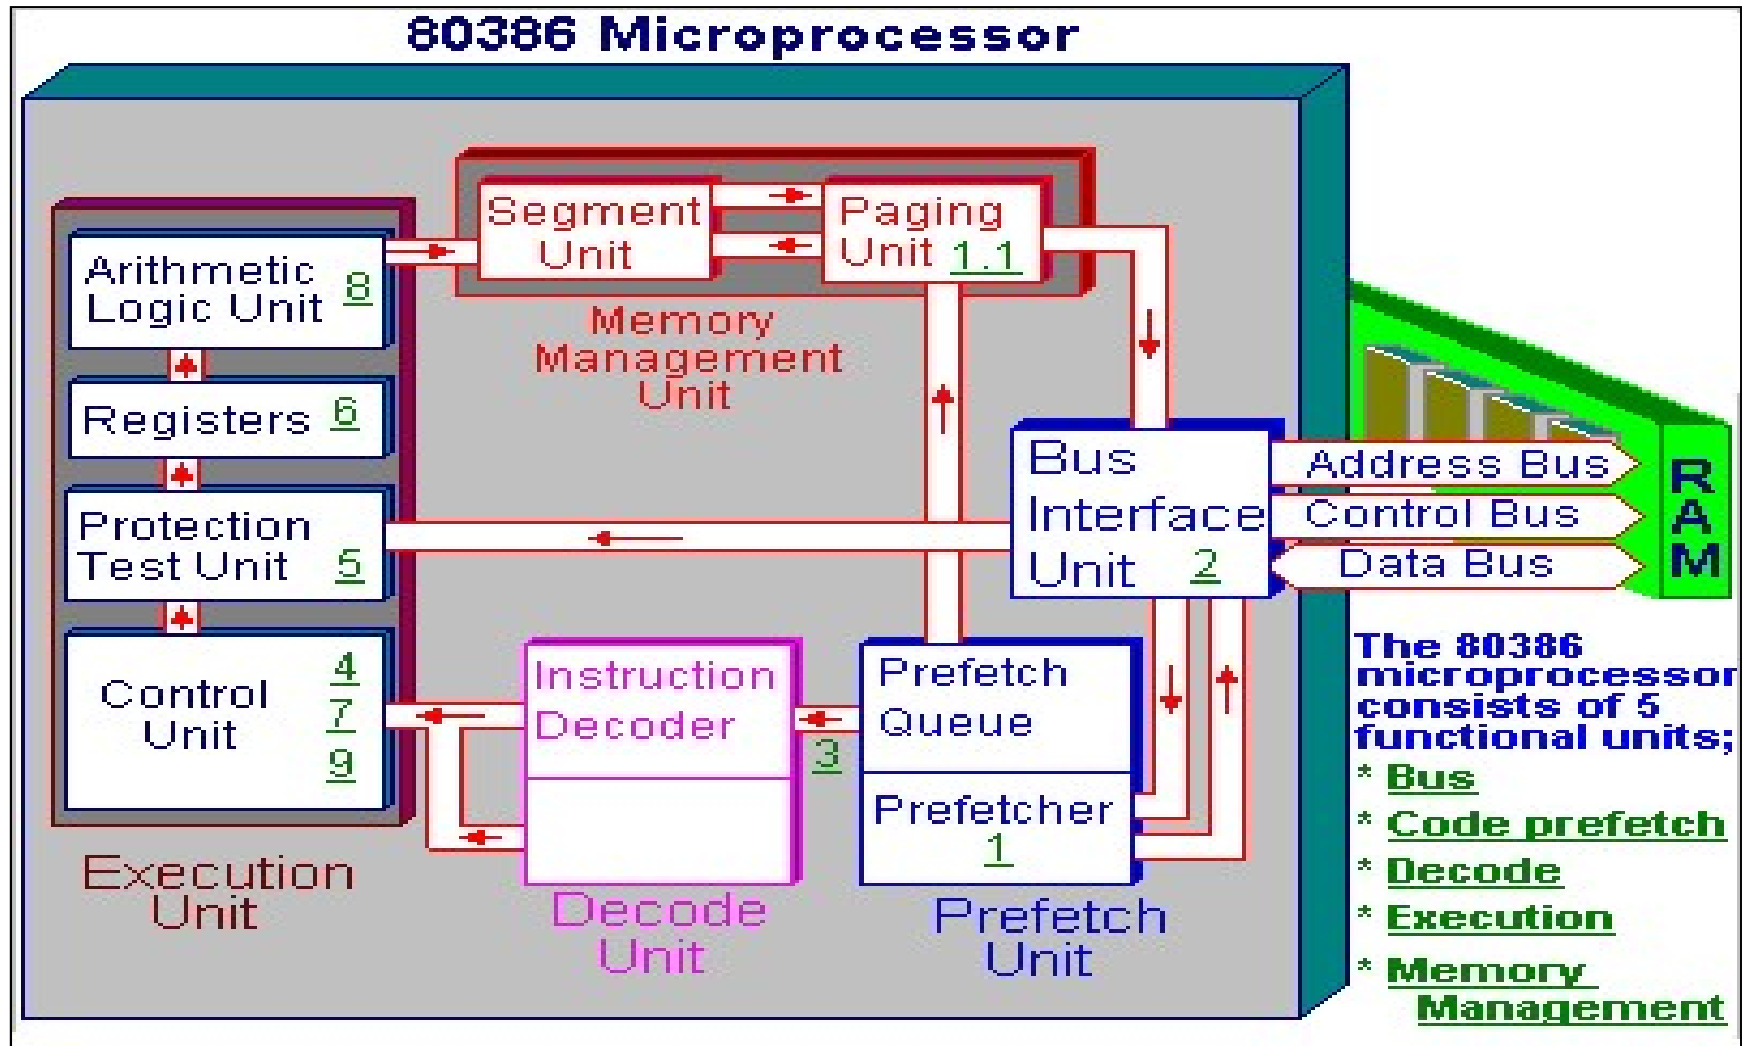 80386 Microprocessor
Segment
Unit
Paging
Unit 1.1
Memory
Management
Unit
Arithmetic
Logic Unit 8
Registers 6
Protection
Test Unit 5
Control
Unit
4
7
9
Execution
Unit
Instruction
Decoder
Decode
Unit
3
Prefetch
Queue
Prefetcher
1
Prefetch
Unit
Bus
Interface
Unit 2
Address Bus
Control Bus
Data Bus
RAM
The 80386
microprocessor
consists of 5
functional units;
* Bus
* Code prefetch
* Decode
* Execution
* Memory
Management